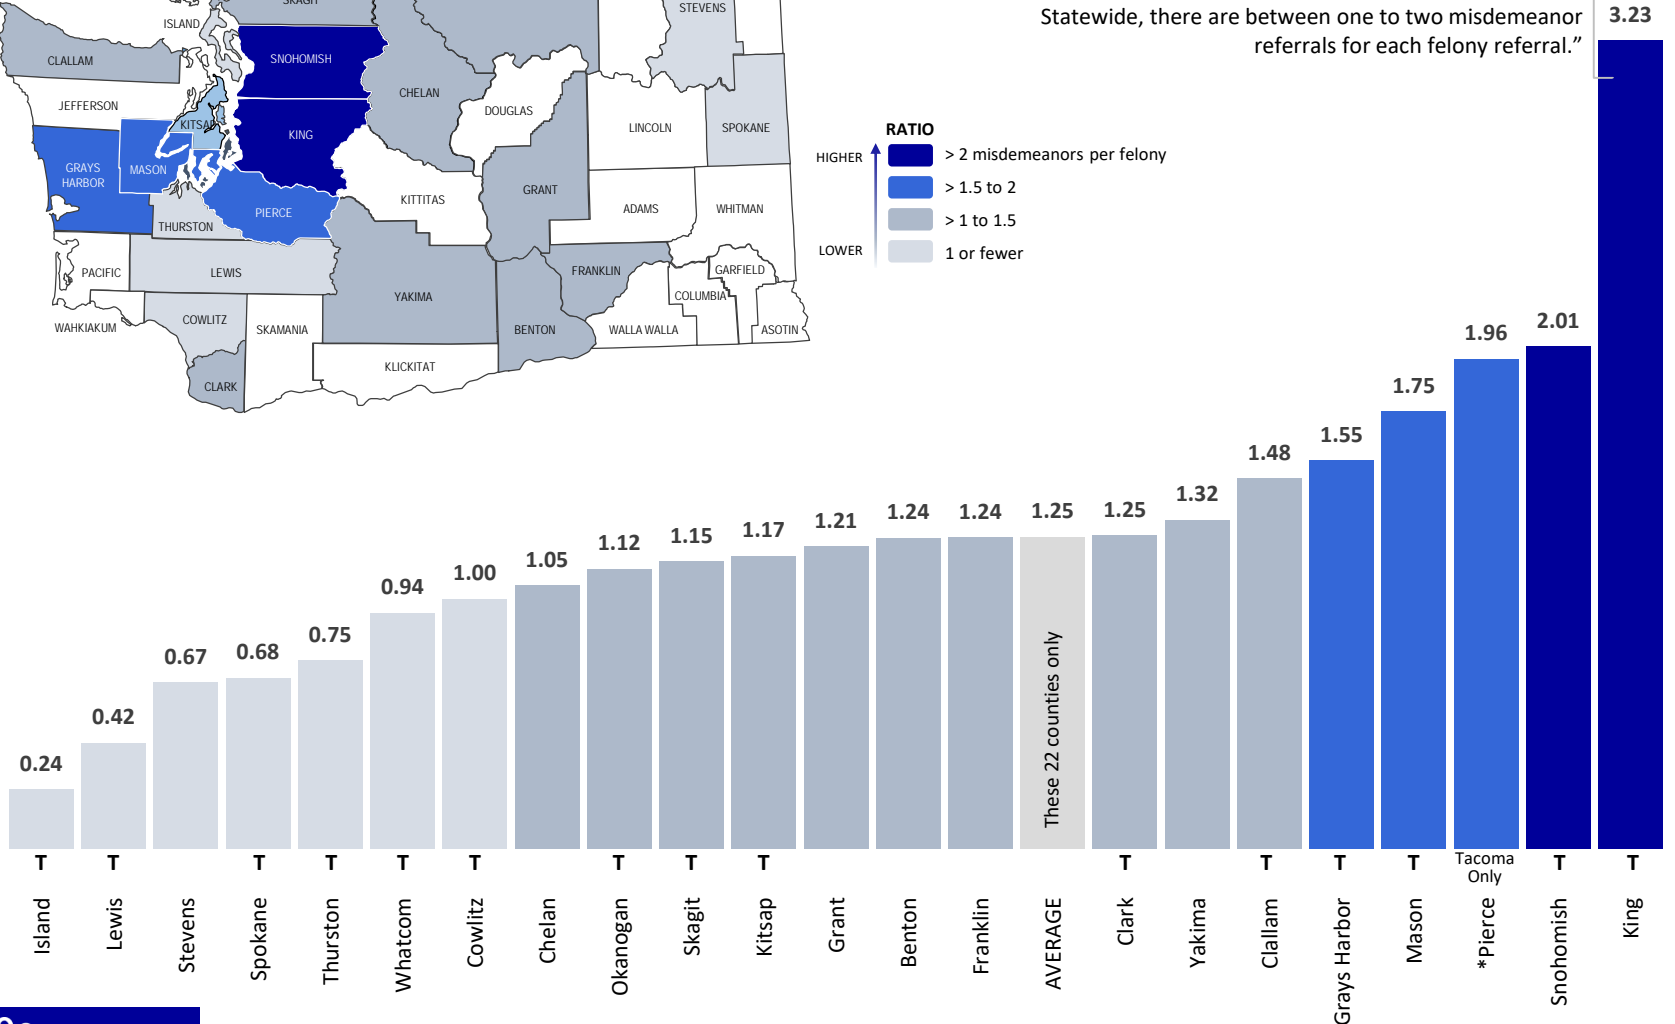 SKAGIT
STEVENS
ISLAND
Statewide, there are between one to two misdemeanor
referrals for each felony referral.”
3.23
CLALLAM
SNOHOMISH
CHELAN
JEFFERSON
DOUGLAS
KITSAP
KING
LINCOLN
SPOKANE
RATIO
HIGHER
> 2 misdemeanors per felony
> 1.5 to 2
> 1 to 1.5
LOWER
1 or fewer
GRAYS
HARBOR
MASON
GRANT
KITTITAS
ADAMS
WHITMAN
PIERCE
THURSTON
PACIFIC
LEWIS
FRANKLIN
GARFIELD
YAKIMA
COLUMBIA
WAHKIAKUM
COWLITZ
SKAMANIA
BENTON
WALLA WALLA
ASOTIN
KLICKITAT
CLARK
0.24
0.42
0.67
0.68
0.75
0.94
1.00
1.05
1.12
1.15
1.17
1.21
1.24
1.24
1.25
1.25
1.32
1.48
1.55
1.75
1.96
2.01
These 22 counties only
T
T
T
T
T
T
T
T
T
T
T
T
T
Tacoma
Only
T
T
Island
Lewis
Stevens
Spokane
Thurston
Whatcom
Cowlitz
Chelan
Okanogan
Skagit
Kitsap
Grant
Benton
Franklin
AVERAGE
Clark
Yakima
Clallam
Grays Harbor
Mason
*Pierce
Snohomish
King